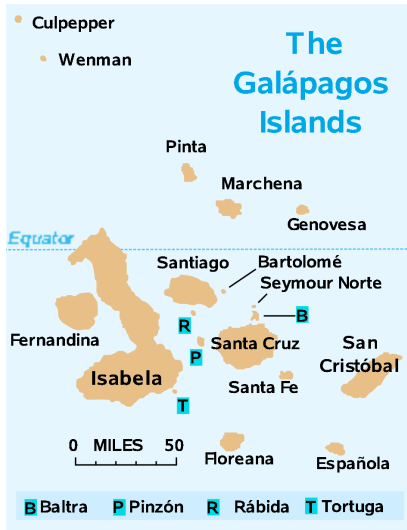 Culpepper
Wenman
The
Galápagos
Islands
Pinta
Marchena
Genovesa
Equator
Santiago
Bartolomé
Seymour Norte
R
B
Fernandina
P
Santa Cruz
San
Cristóbal
Isabela
Santa Fe
T
0 MILES 50
Floreana
Española
B Baltra P Pinzón R Rábida T Tortuga